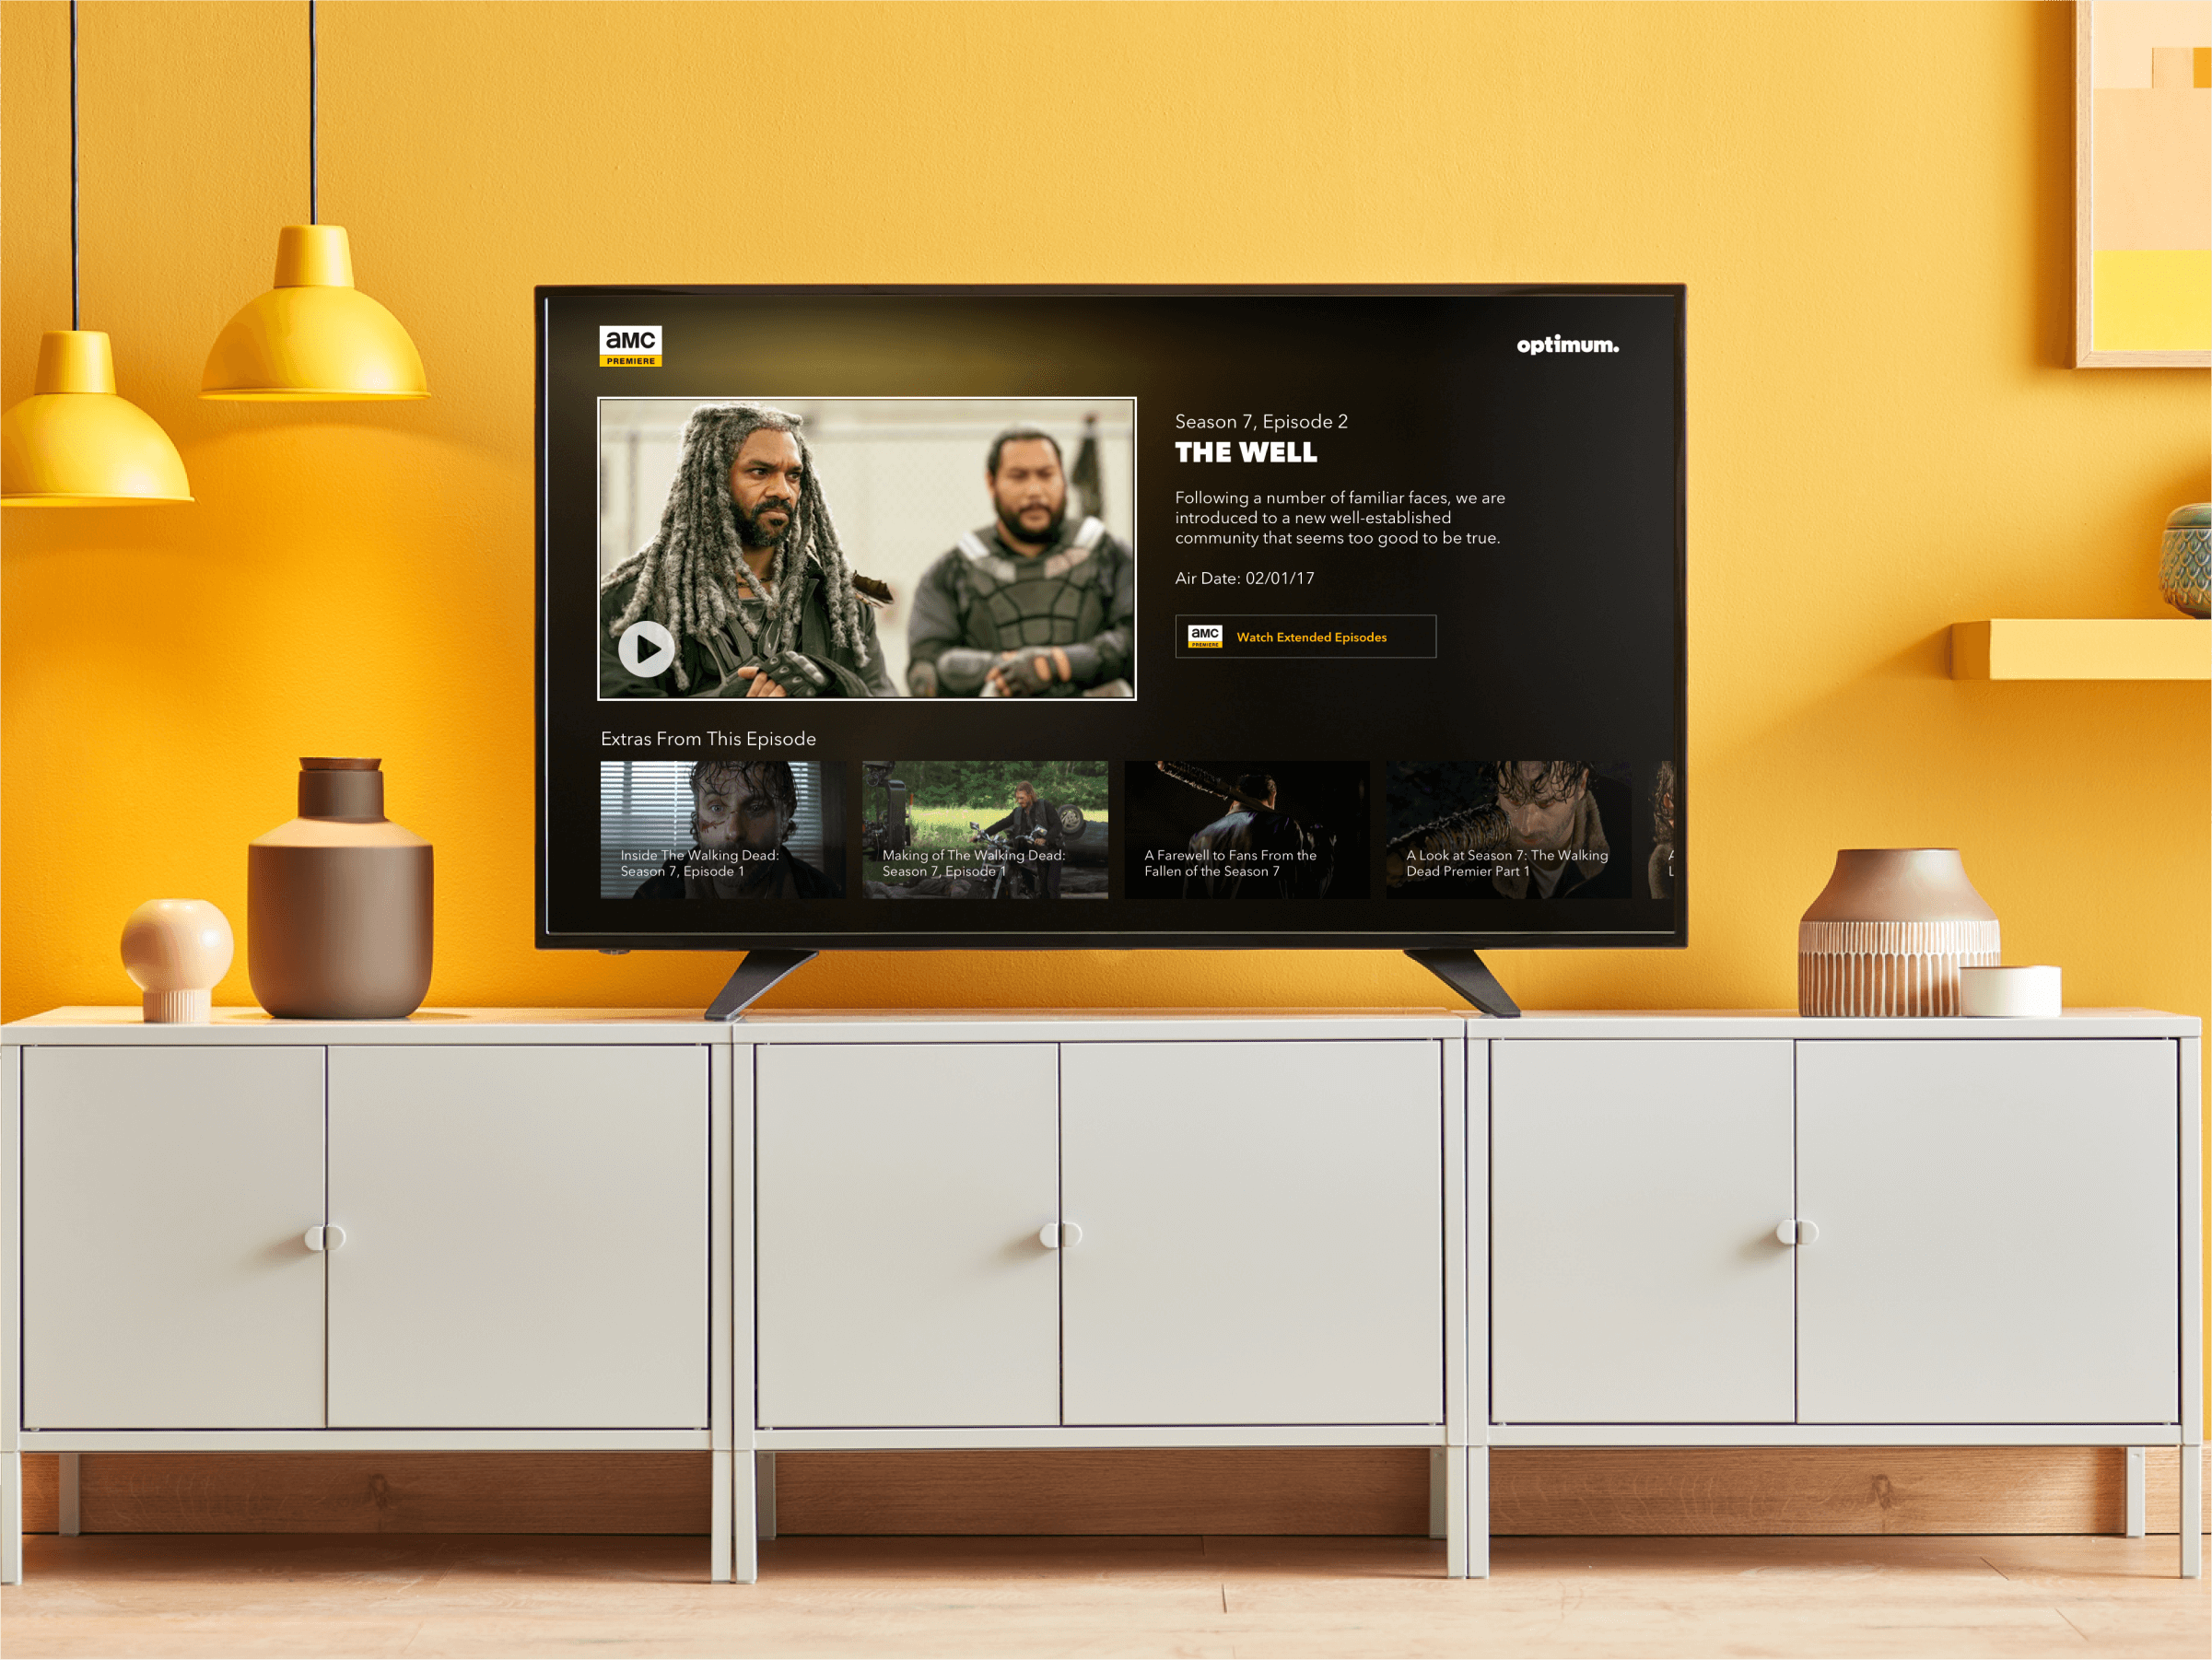 aMC
PREMIERE
optimum.
Season 7, Episode 2
THE WELL
Following a number of familiar faces, we are
introduced to a new well-established
community that seems too good to be true.
Air Date: 02/01/17
aMC
PREMIERE
Watch Extended Episodes
Extras From This Episode
Inside The Walking Dead:
Season 7, Episode 1
Making of The Walking Dead:
Season 7, Episode 1
A Farewell to Fans From the
Fallen of the Season 7
A Look at Season 7: The Walking
Dead Premier Part 1